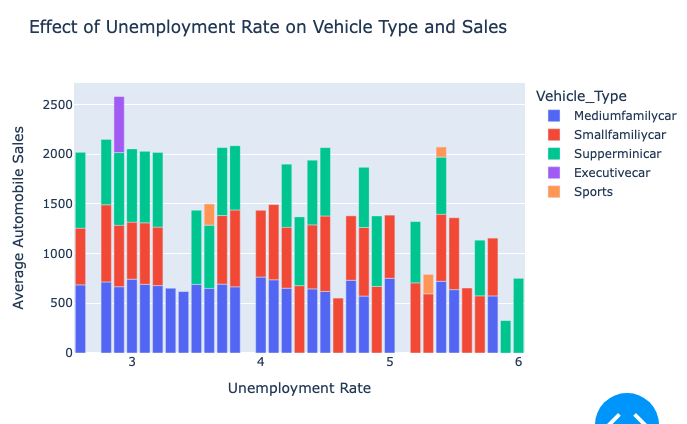 Effect of Unemployment Rate on Vehicle Type and Sales
Vehicle_Type
Mediumfamilycar
Smallfamiliycar
Supperminicar
Executivecar
Sports
Average Automobile Sales
2500
2000
1500
1000
500
0
3
4
5
6
Unemployment Rate